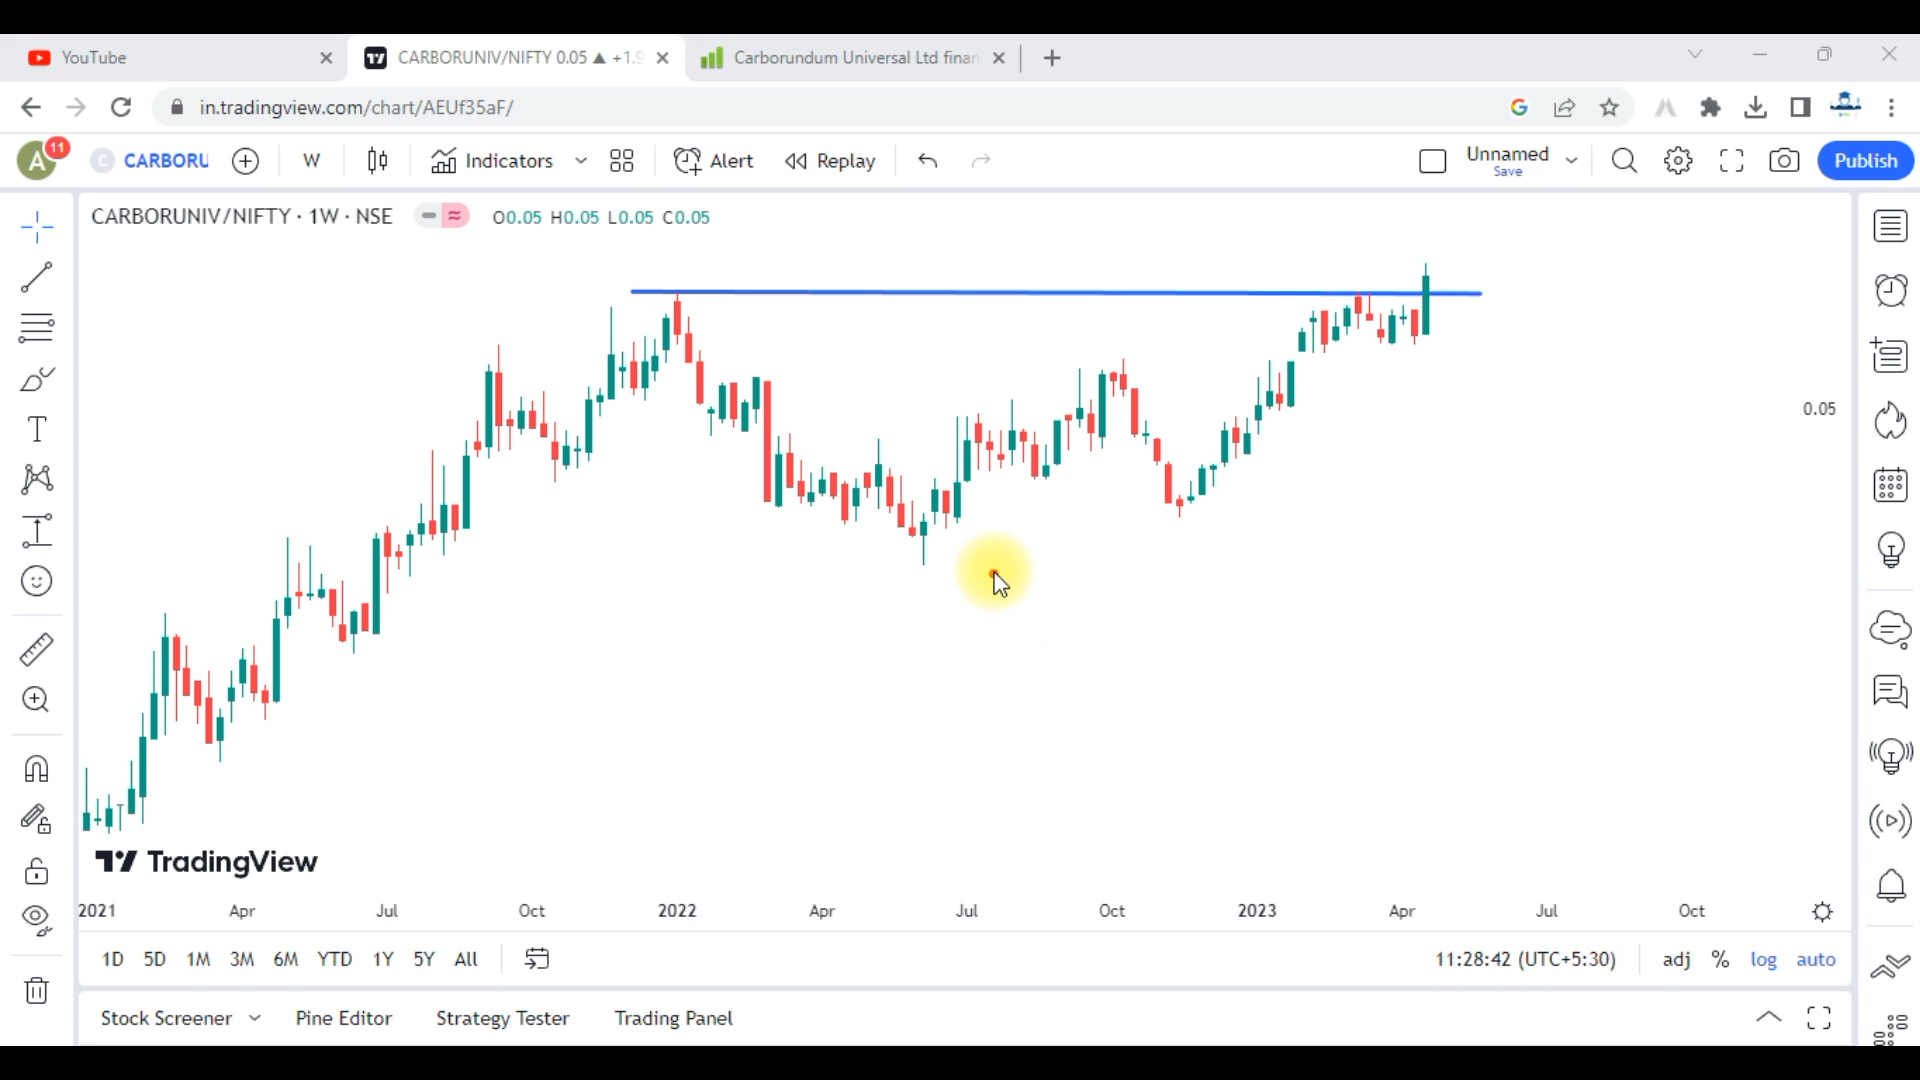 YouTube
CARBORUNIV/NIFTY 0.05 ▲ +1.9
Carborundum Universal Ltd finan
in.tradingview.com/chart/AEUf35aF/
A 11
C CARBORU
W
Indicators
Alert
Replay
Unnamed
Save
Publish
CARBORUNIV/NIFTY · 1W · NSE
O0.05 H0.05 L0.05 C0.05
0.05
TradingView
2021 Apr Jul Oct 2022 Apr Jul Oct 2023 Apr Jul Oct
1D 5D 1M 3M 6M YTD 1Y 5Y All
11:28:42 (UTC+5:30) adj % log auto
Stock Screener Pine Editor Strategy Tester Trading Panel